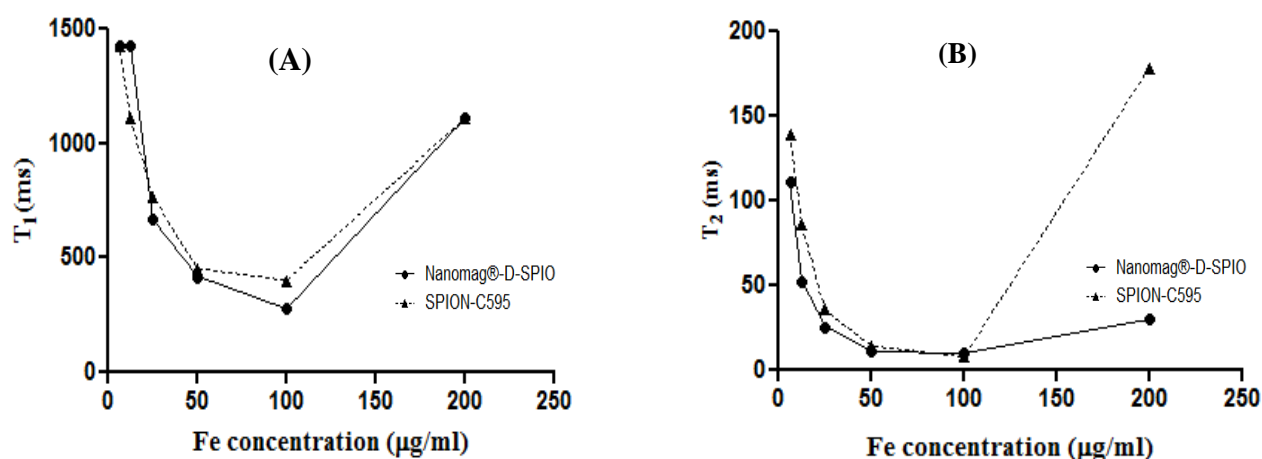 (A)
T₁ (ms)
1500
1000
500
0
0 50 100 150 200 250
Fe concentration (µg/ml)
Nanomag®-D-SPIO
SPION-C595
(B)
T₂ (ms)
200
150
100
50
0
0 50 100 150 200 250
Fe concentration (µg/ml)
Nanomag®-D-SPIO
SPION-C595